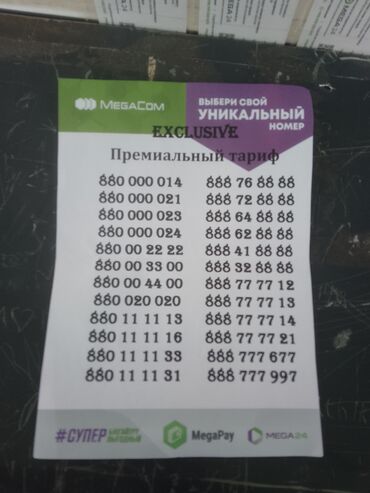 MEGACOM
ВЫБЕРИ СВОЙ
УНИКАЛЬНЫЙ
НОМЕР
EXCLUSIVE
Премиальный тариф
880 000 014 888 76 88 88
880 000 021 888 72 88 88
880 000 023 888 64 88 88
880 000 024 888 62 88 88
880 00 22 22 888 41 88 88
880 00 33 00 888 32 88 88
880 00 44 00 888 77 77 12
880 020 020 888 77 77 13
880 11 11 13 888 77 77 14
880 11 11 16 888 77 77 21
880 11 11 33 888 777 677
880 11 11 31 888 777 997
#СУПЕР
MegaPay
MEGA24